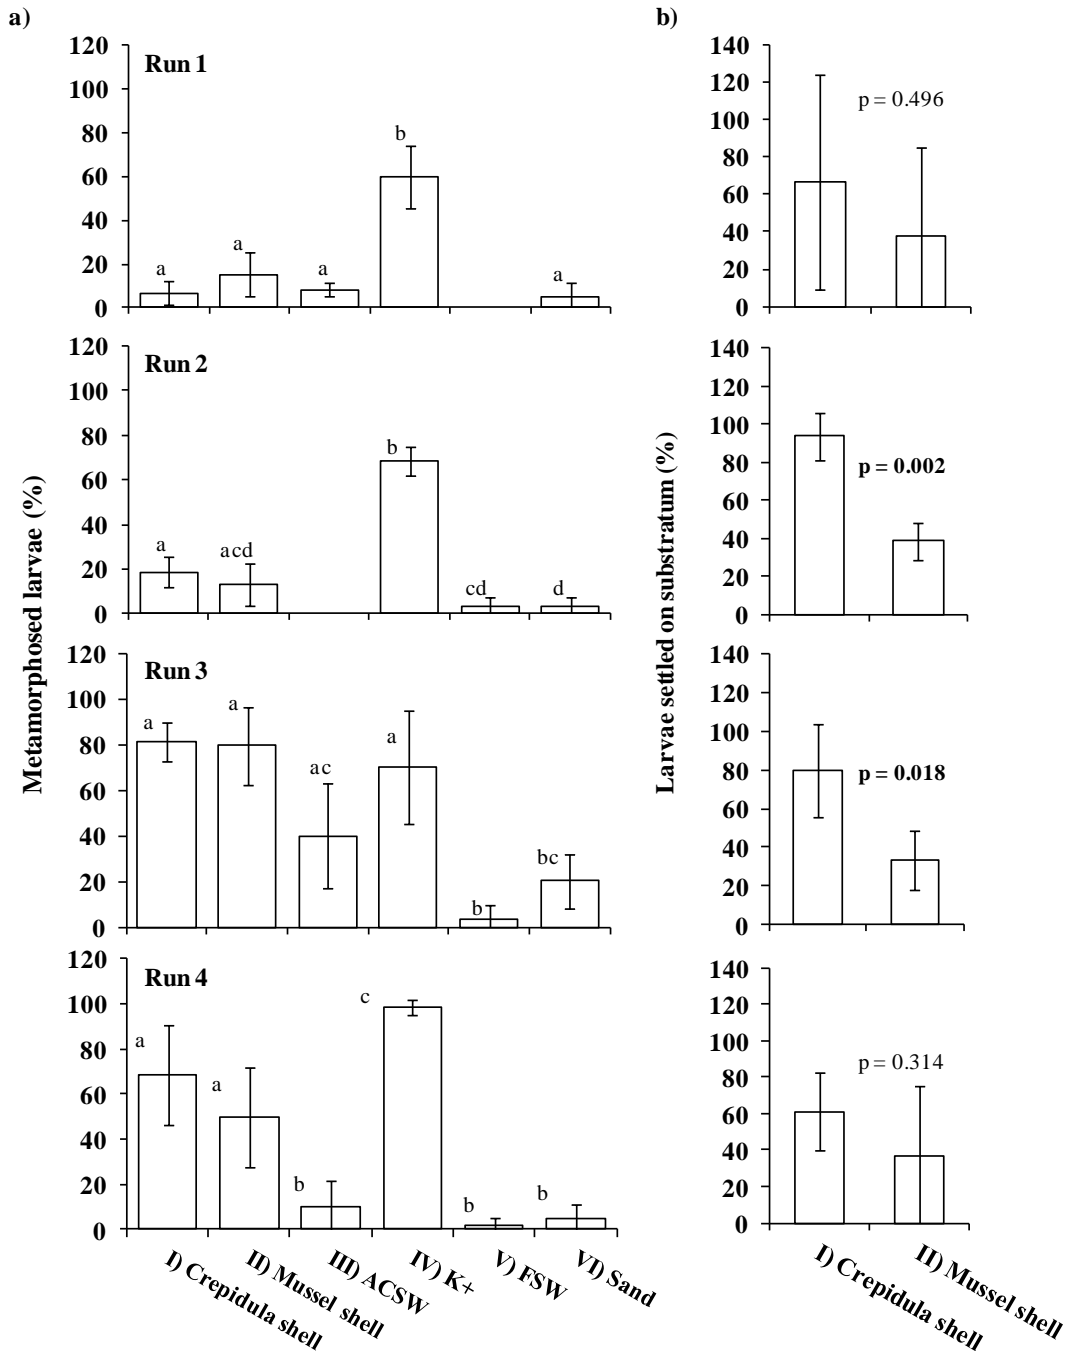 a)
Metamorphosed larvae (%)
120
100
80
60
40
20
0
Run 1
a
a
a
b
a
120
100
80
60
40
20
0
Run 2
a
acd
b
cd
d
120
100
80
60
40
20
0
Run 3
a
a
ac
a
b
bc
120
100
80
60
40
20
0
Run 4
a
a
b
c
b
b
I) Crepidula shell
II) Mussel shell
III) ACSW
IV) K+
V) FSW
VI) Sand
b)
Larvae settled on substratum (%)
140
120
100
80
60
40
20
0
p = 0.496
140
120
100
80
60
40
20
0
p = 0.002
140
120
100
80
60
40
20
0
p = 0.018
140
120
100
80
60
40
20
0
p = 0.314
I) Crepidula shell
II) Mussel shell